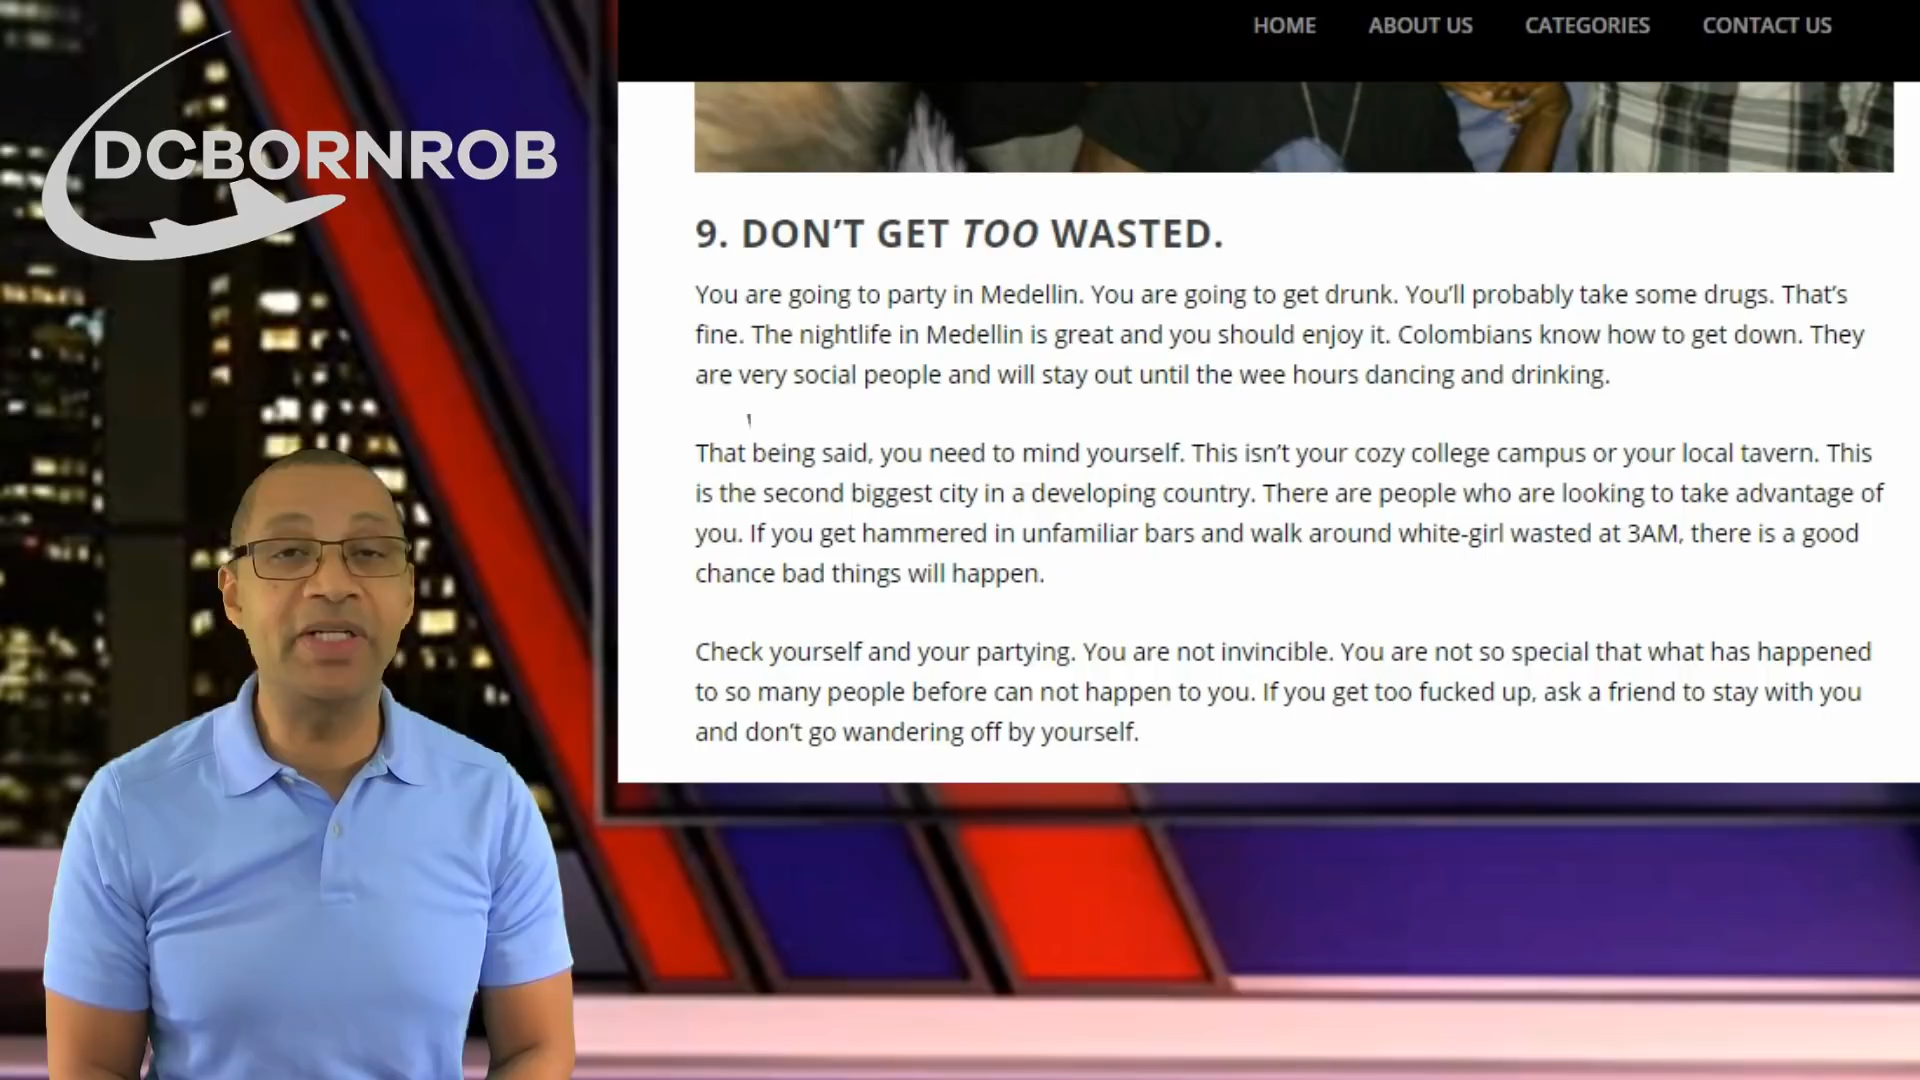 DCBORNROB
HOME ABOUT US CATEGORIES CONTACT US
9. DON’T GET TOO WASTED.
You are going to party in Medellin. You are going to get drunk. You’ll probably take some drugs. That’s
fine. The nightlife in Medellin is great and you should enjoy it. Colombians know how to get down. They
are very social people and will stay out until the wee hours dancing and drinking.
That being said, you need to mind yourself. This isn’t your cozy college campus or your local tavern. This
is the second biggest city in a developing country. There are people who are looking to take advantage of
you. If you get hammered in unfamiliar bars and walk around white-girl wasted at 3AM, there is a good
chance bad things will happen.
Check yourself and your partying. You are not invincible. You are not so special that what has happened
to so many people before can not happen to you. If you get too fucked up, ask a friend to stay with you
and don’t go wandering off by yourself.